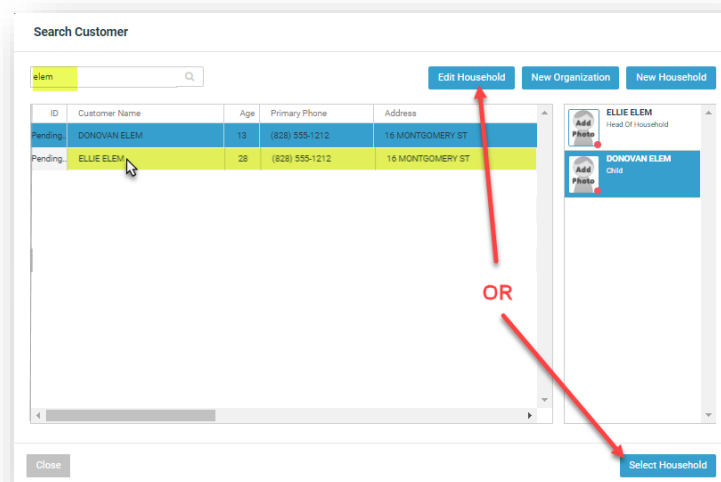 Search Customer
elem
Edit Household New Organization New Household
ID Customer Name Age Primary Phone Address
Pending.. DONOVAN ELEM 13 (828) 555-1212 16 MONTGOMERY ST
Pending.. ELLIE ELEM 28 (828) 555-1212 16 MONTGOMERY ST
Add Photo
ELLIE ELEM
Head Of Household
Add Photo
DONOVAN ELEM
Child
OR
Close Select Household